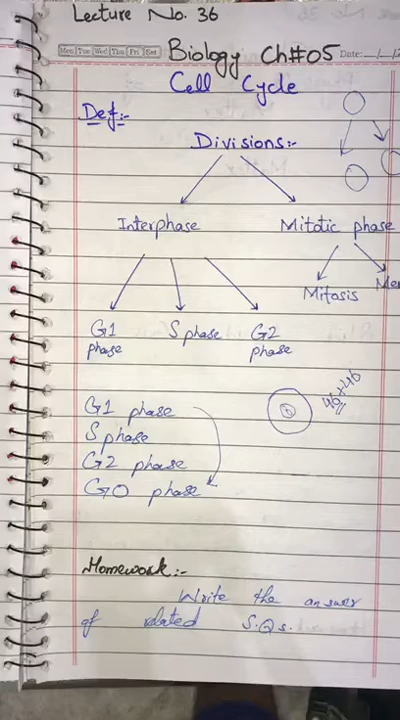 Lecture No. 36
Mon Tue Wed Thu Fri Sat
Biology Ch#05 Date:
Cell Cycle
Def:-
Divisions:-
Interphase Mitotic phase
Mitosis
G1 phase S phase G2 phase
46+46
G1 phase
S phase
G2 phase
G0 phase
Homework:-
Write the answer
of related S.Qs.